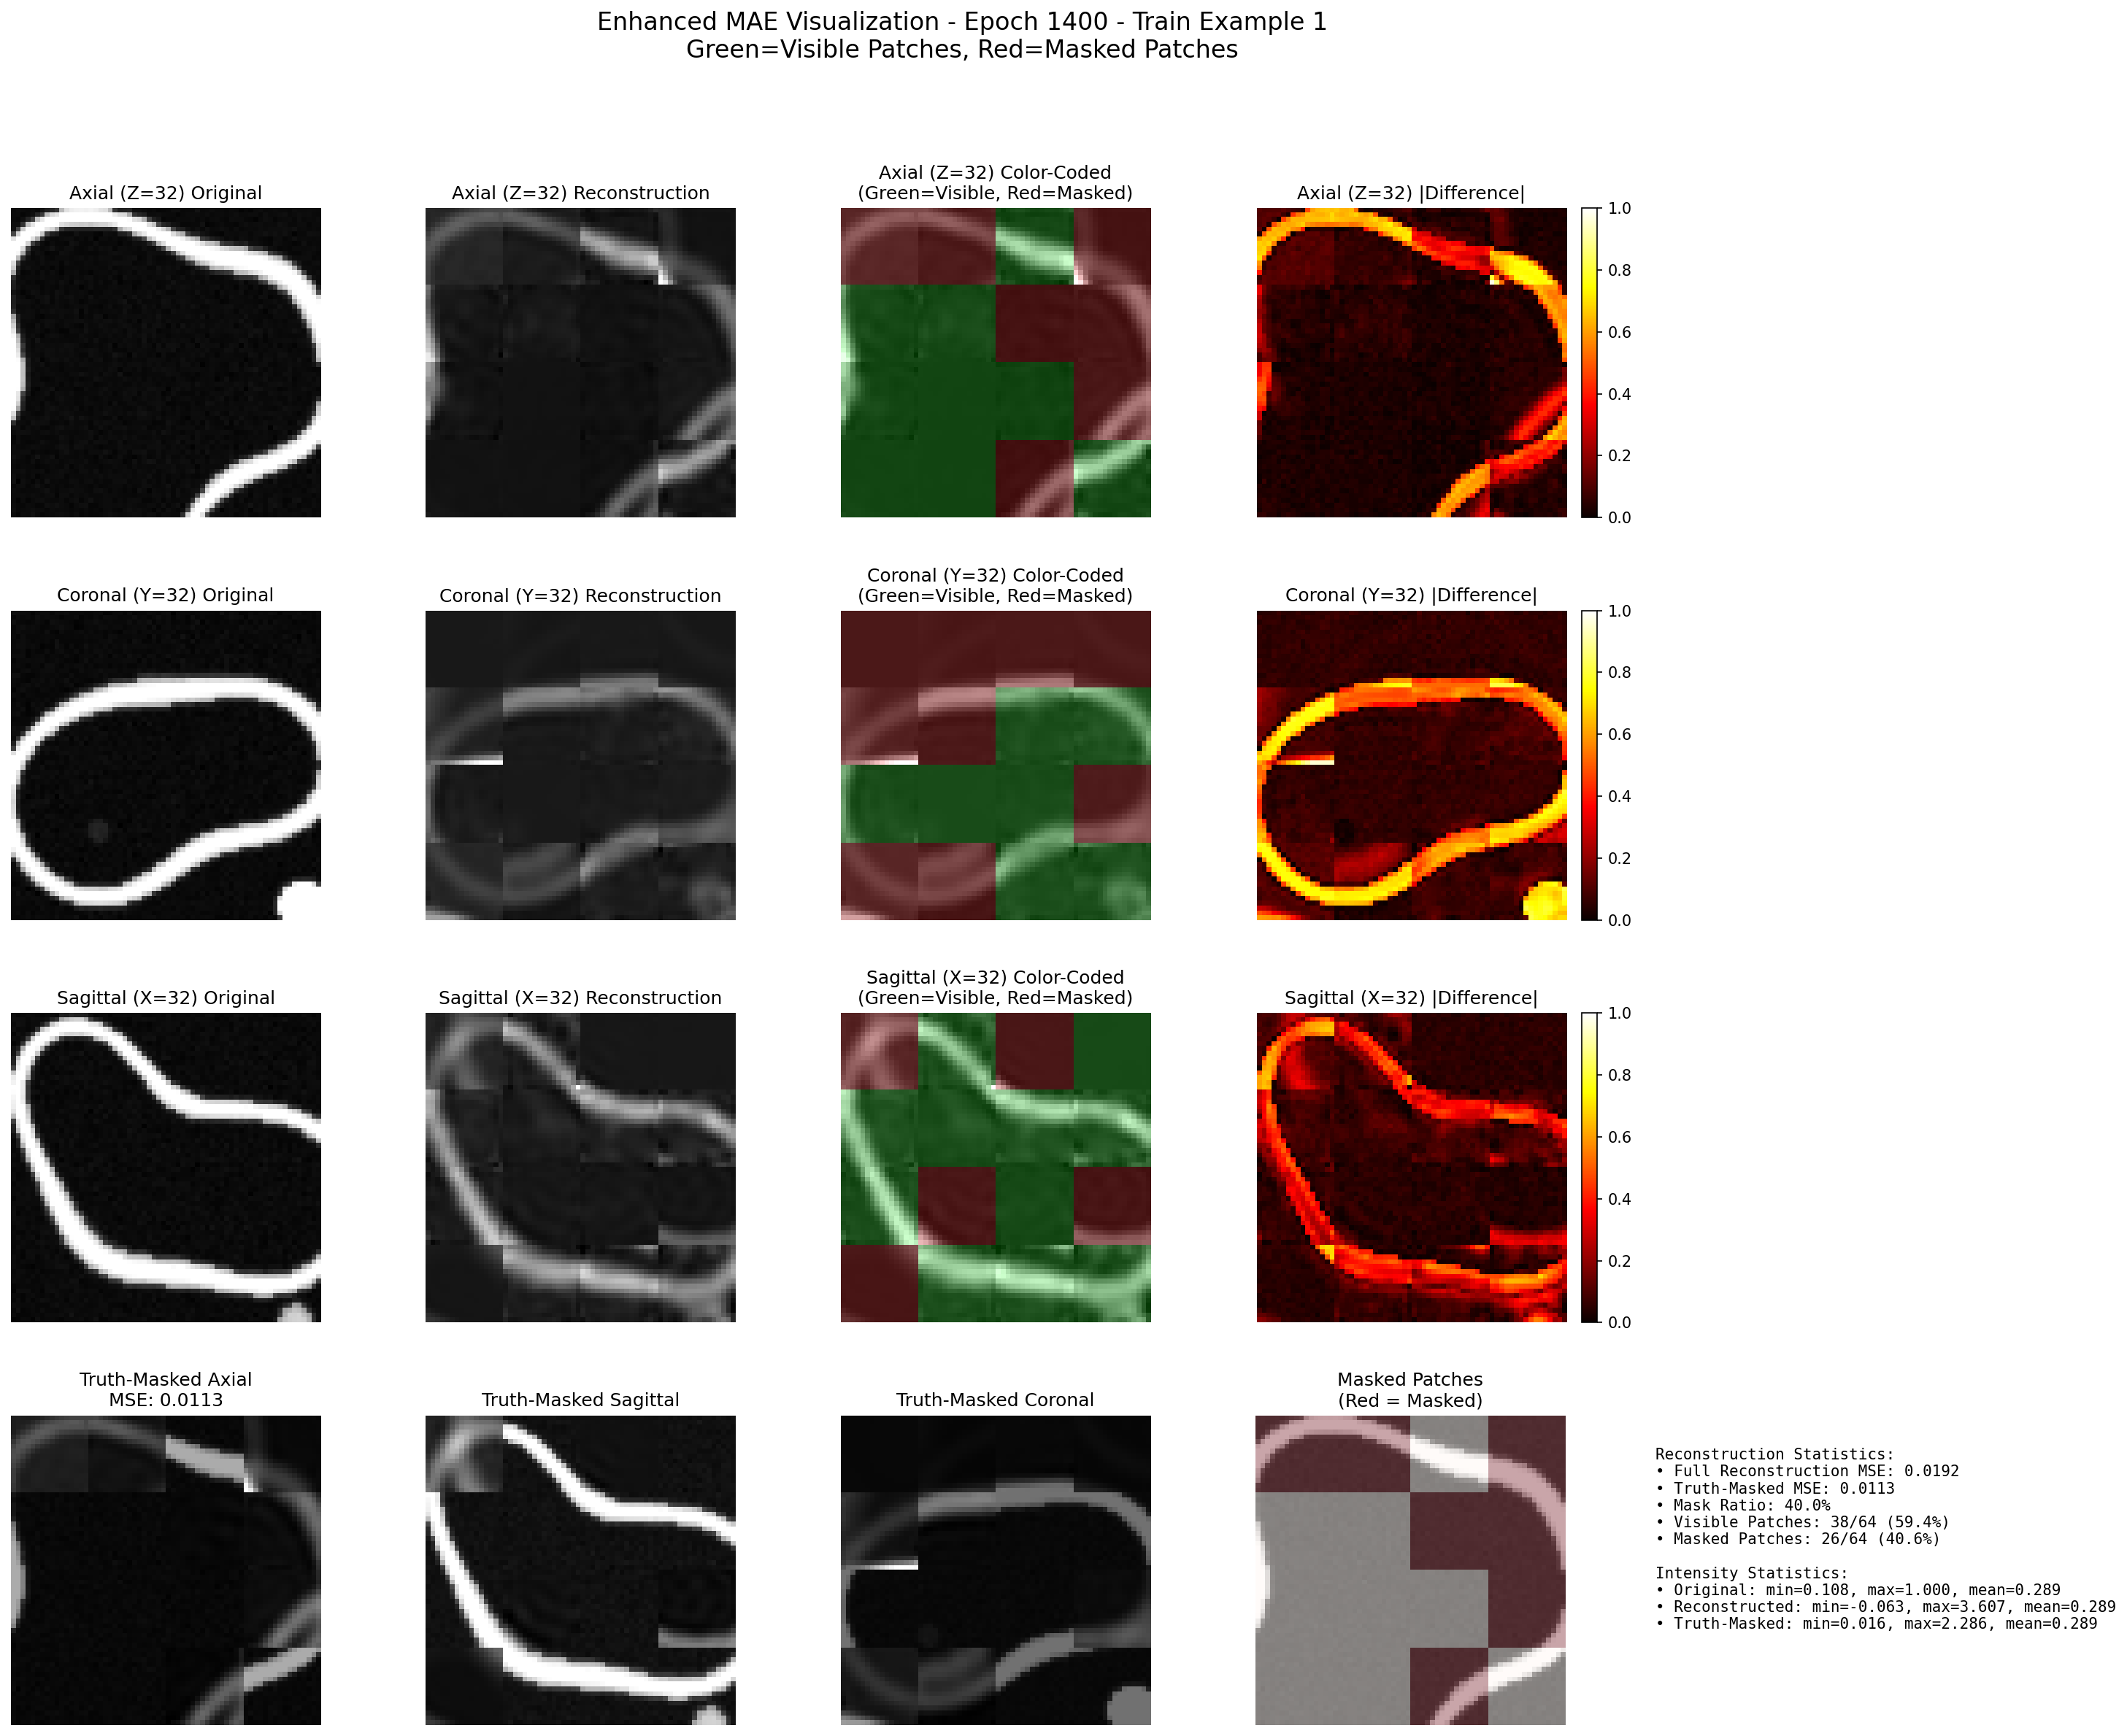 Enhanced MAE Visualization - Epoch 1400 - Train Example 1
Green=Visible Patches, Red=Masked Patches
Axial (Z=32) Original
Axial (Z=32) Reconstruction
Axial (Z=32) Color-Coded
(Green=Visible, Red=Masked)
Axial (Z=32) |Difference|
1.0
0.8
0.6
0.4
0.2
0.0
Coronal (Y=32) Original
Coronal (Y=32) Reconstruction
Coronal (Y=32) Color-Coded
(Green=Visible, Red=Masked)
Coronal (Y=32) |Difference|
1.0
0.8
0.6
0.4
0.2
0.0
Sagittal (X=32) Original
Sagittal (X=32) Reconstruction
Sagittal (X=32) Color-Coded
(Green=Visible, Red=Masked)
Sagittal (X=32) |Difference|
1.0
0.8
0.6
0.4
0.2
0.0
Truth-Masked Axial
MSE: 0.0113
Truth-Masked Sagittal
Truth-Masked Coronal
Masked Patches
(Red = Masked)
Reconstruction Statistics:
• Full Reconstruction MSE: 0.0192
• Truth-Masked MSE: 0.0113
• Mask Ratio: 40.0%
• Visible Patches: 38/64 (59.4%)
• Masked Patches: 26/64 (40.6%)
Intensity Statistics:
• Original: min=0.108, max=1.000, mean=0.289
• Reconstructed: min=-0.063, max=3.607, mean=0.289
• Truth-Masked: min=0.016, max=2.286, mean=0.289